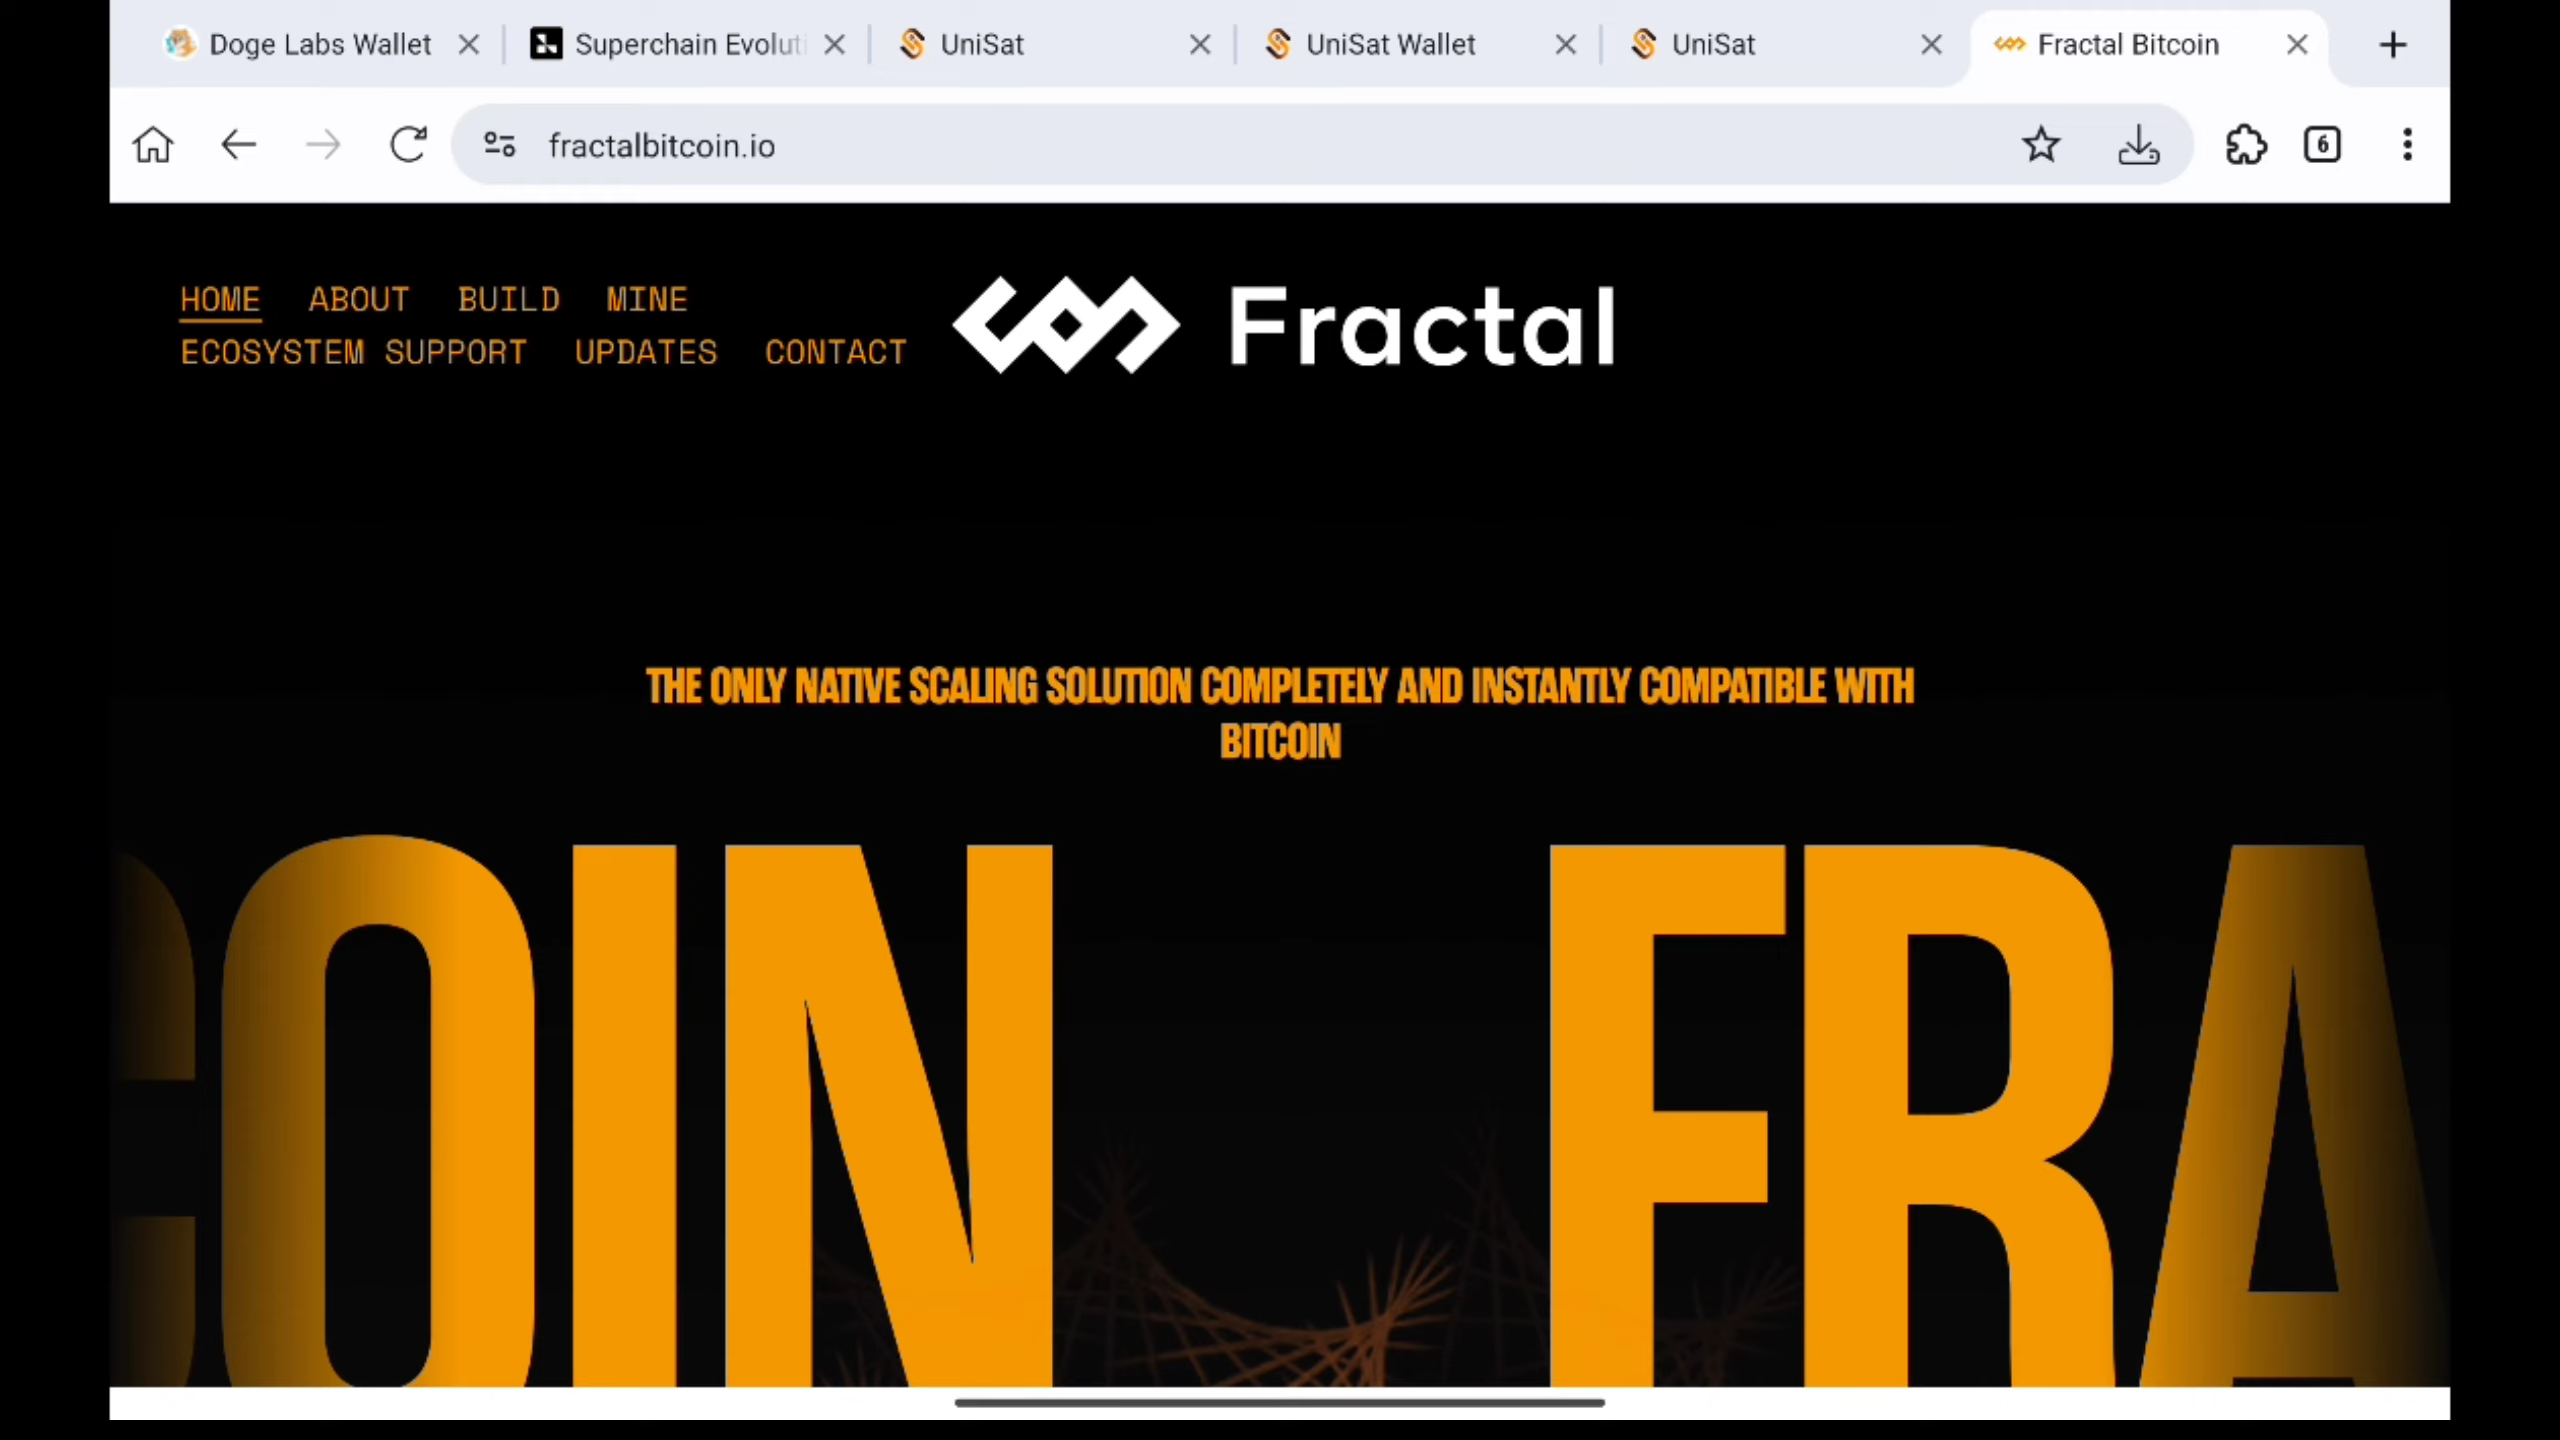 Doge Labs Wallet
Superchain Evoluti
UniSat
UniSat Wallet
UniSat
Fractal Bitcoin
fractalbitcoin.io
6
HOME ABOUT BUILD MINE
ECOSYSTEM SUPPORT UPDATES CONTACT
Fractal
THE ONLY NATIVE SCALING SOLUTION COMPLETELY AND INSTANTLY COMPATIBLE WITH
BITCOIN
COIN FRA